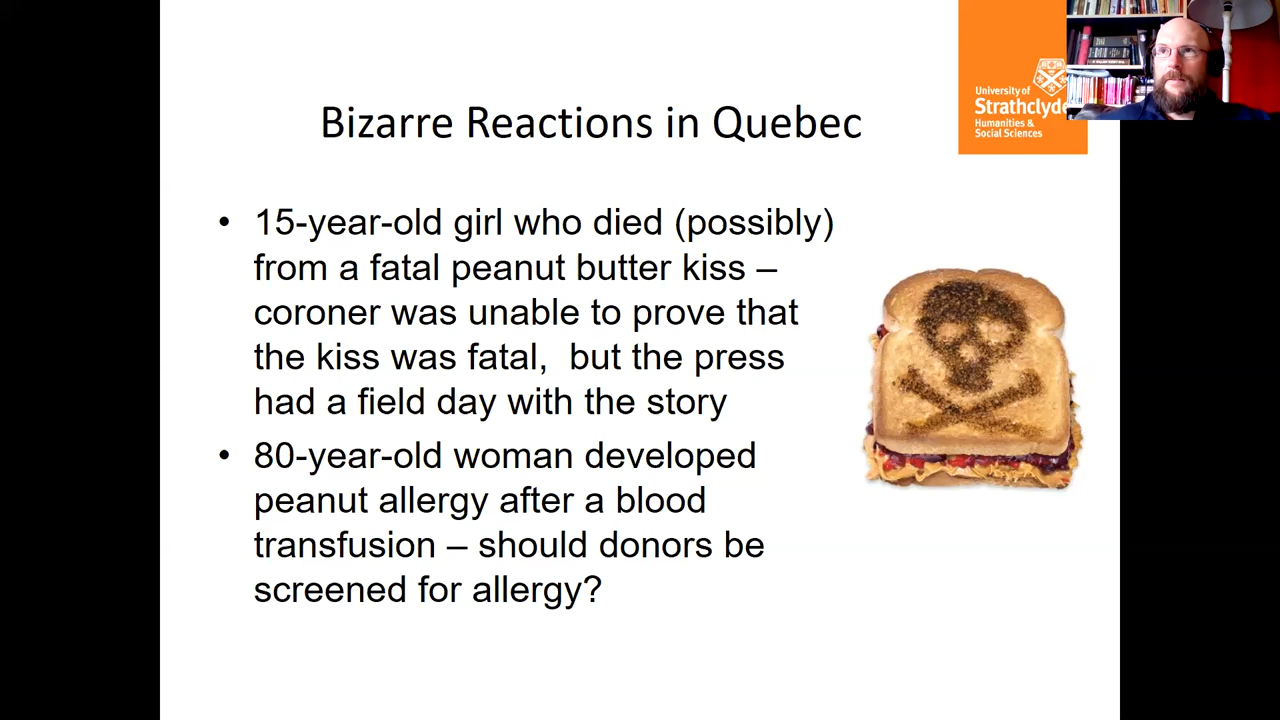 Bizarre Reactions in Quebec
University of
Strathclyde
Humanities &
Social Sciences
• 15-year-old girl who died (possibly)
from a fatal peanut butter kiss –
coroner was unable to prove that
the kiss was fatal,  but the press
had a field day with the story
• 80-year-old woman developed
peanut allergy after a blood
transfusion – should donors be
screened for allergy?